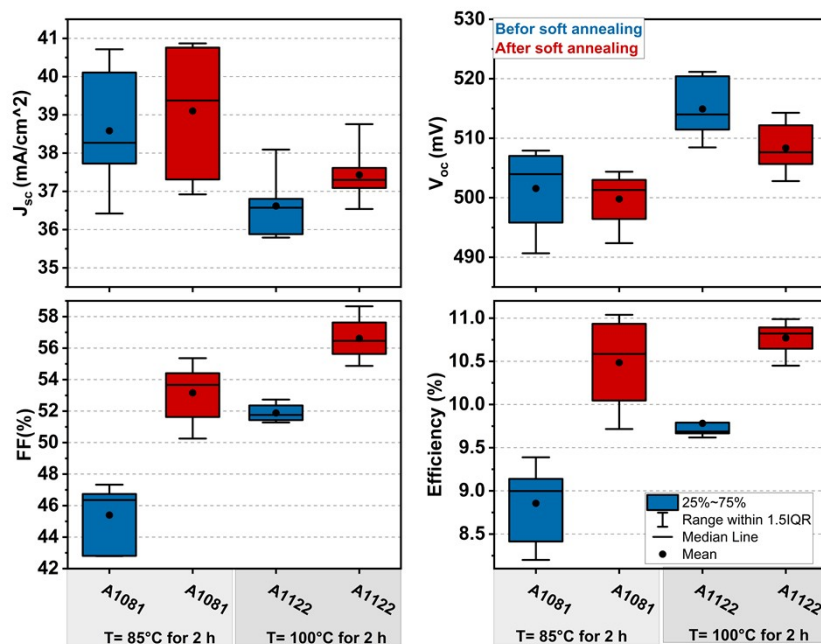 41
40
39
38
37
36
35
J_sc (mA/cm^2)
530
520
510
500
490
V_oc (mV)
Befor soft annealing
After soft annealing
58
56
54
52
50
48
46
44
42
FF(%)
11.0
10.5
10.0
9.5
9.0
8.5
Efficiency (%)
25%~75%
Range within 1.5IQR
Median Line
Mean
A1081
A1081
A1122
A1122
A1081
A1081
A1122
A1122
T= 85°C for 2 h
T= 100°C for 2 h
T= 85°C for 2 h
T= 100°C for 2 h